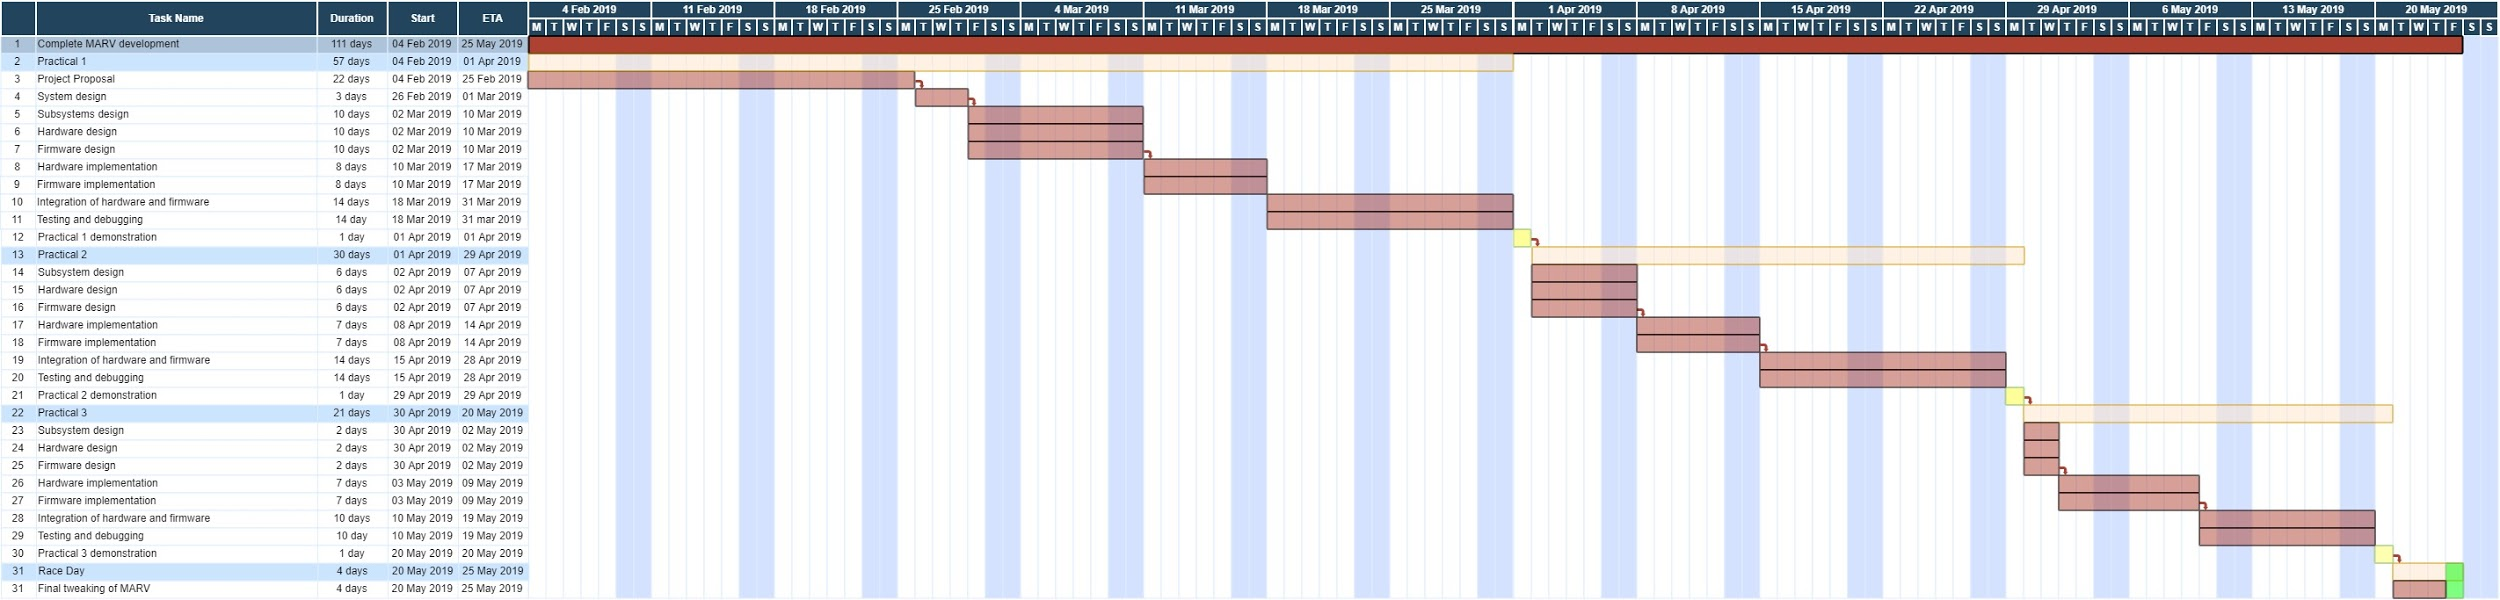 Task Name Duration Start ETA 4 Feb 2019 11 Feb 2019 18 Feb 2019 25 Feb 2019 4 Mar 2019 11 Mar 2019 18 Mar 2019 25 Mar 2019 1 Apr 2019 8 Apr 2019 15 Apr 2019 22 Apr 2019 29 Apr 2019 6 May 2019 13 May 2019 20 May 2019
M T W T F S S M T W T F S S M T W T F S S M T W T F S S M T W T F S S M T W T F S S M T W T F S S M T W T F S S M T W T F S S M T W T F S S M T W T F S S M T W T F S S M T W T F S S M T W T F S S M T W T F S S M T W T F S S
1 Complete MARV development 111 days 04 Feb 2019 25 May 2019
2 Practical 1 57 days 04 Feb 2019 01 Apr 2019
3 Project Proposal 22 days 04 Feb 2019 25 Feb 2019
4 System design 3 days 26 Feb 2019 01 Mar 2019
5 Subsystems design 10 days 02 Mar 2019 10 Mar 2019
6 Hardware design 10 days 02 Mar 2019 10 Mar 2019
7 Firmware design 10 days 02 Mar 2019 10 Mar 2019
8 Hardware implementation 8 days 10 Mar 2019 17 Mar 2019
9 Firmware implementation 8 days 10 Mar 2019 17 Mar 2019
10 Integration of hardware and firmware 14 days 18 Mar 2019 31 Mar 2019
11 Testing and debugging 14 day 18 Mar 2019 31 mar 2019
12 Practical 1 demonstration 1 day 01 Apr 2019 01 Apr 2019
13 Practical 2 30 days 01 Apr 2019 29 Apr 2019
14 Subsystem design 6 days 02 Apr 2019 07 Apr 2019
15 Hardware design 6 days 02 Apr 2019 07 Apr 2019
16 Firmware design 6 days 02 Apr 2019 07 Apr 2019
17 Hardware implementation 7 days 08 Apr 2019 14 Apr 2019
18 Firmware implementation 7 days 08 Apr 2019 14 Apr 2019
19 Integration of hardware and firmware 14 days 15 Apr 2019 28 Apr 2019
20 Testing and debugging 14 days 15 Apr 2019 28 Apr 2019
21 Practical 2 demonstration 1 day 29 Apr 2019 29 Apr 2019
22 Practical 3 21 days 30 Apr 2019 20 May 2019
23 Subsystem design 2 days 30 Apr 2019 02 May 2019
24 Hardware design 2 days 30 Apr 2019 02 May 2019
25 Firmware design 2 days 30 Apr 2019 02 May 2019
26 Hardware implementation 7 days 03 May 2019 09 May 2019
27 Firmware implementation 7 days 03 May 2019 09 May 2019
28 Integration of hardware and firmware 10 days 10 May 2019 19 May 2019
29 Testing and debugging 10 day 10 May 2019 19 May 2019
30 Practical 3 demonstration 1 day 20 May 2019 20 May 2019
31 Race Day 4 days 20 May 2019 25 May 2019
31 Final tweaking of MARV 4 days 20 May 2019 25 May 2019